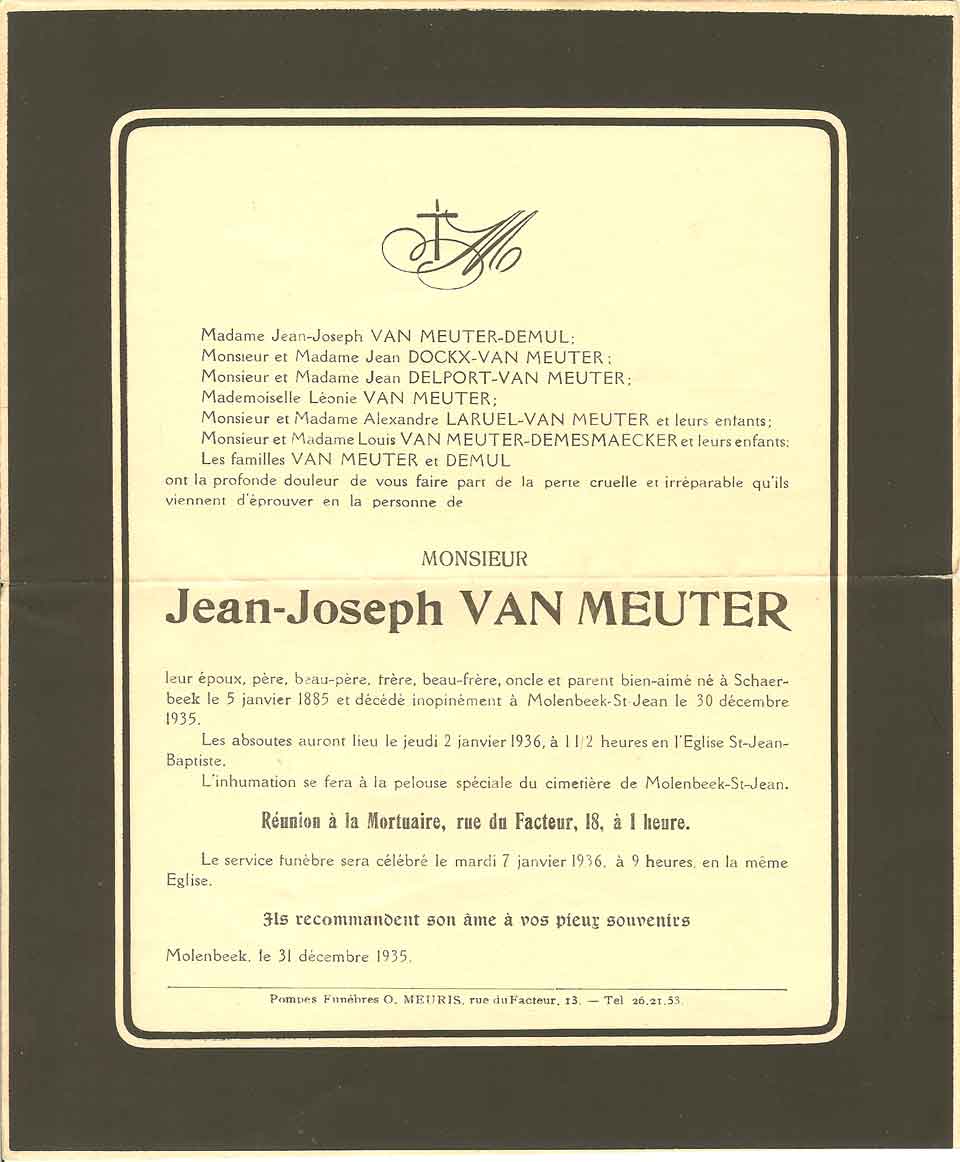 M
Madame Jean-Joseph VAN MEUTER-DEMUL;
Monsieur et Madame Jean DOCKX-VAN MEUTER;
Monsieur et Madame Jean DELPORT-VAN MEUTER;
Mademoiselle Léonie VAN MEUTER;
Monsieur et Madame Alexandre LARUEL-VAN MEUTER et leurs enfants;
Monsieur et Madame Louis VAN MEUTER-DEMESMAECKER et leurs enfants;
Les familles VAN MEUTER et DEMUL
ont la profonde douleur de vous faire part de la perte cruelle et irréparable qu'ils
viennent d'éprouver en la personne de
MONSIEUR
Jean-Joseph VAN MEUTER
leur époux, père, beau-père, frère, beau-frère, oncle et parent bien-aimé né à Schaer-
beek le 5 janvier 1885 et décédé inopinément à Molenbeek-St-Jean le 30 décembre
1935.
Les absoutes auront lieu le jeudi 2 janvier 1936, à 1 1/2 heures en l'Eglise St-Jean-
Baptiste.
L'inhumation se fera à la pelouse spéciale du cimetière de Molenbeek-St-Jean.
Réunion à la Mortuaire, rue du Facteur, 18, à 1 heure.
Le service funèbre sera célébré le mardi 7 janvier 1936, à 9 heures, en la même
Eglise.
Ils recommandent son âme à vos pieux souvenirs
Molenbeek, le 31 décembre 1935.
Pompes Funèbres O. MEURIS, rue du Facteur, 13. — Tel 26.21.53.